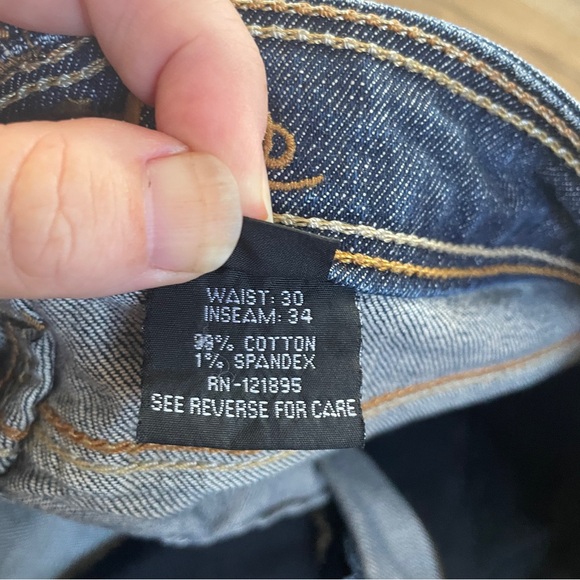 WAIST: 30
INSEAM: 34
99% COTTON
1% SPANDEX
RN-121895
SEE REVERSE FOR CARE